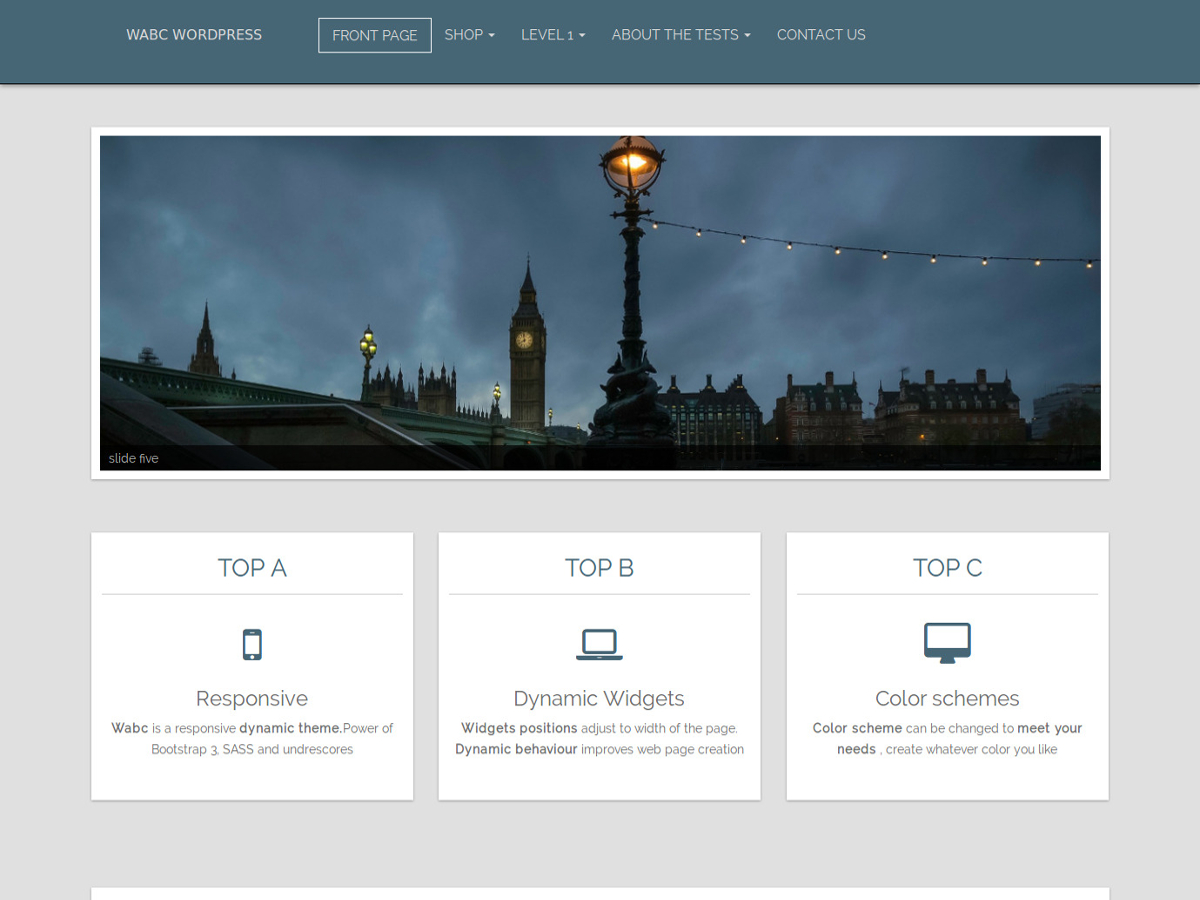 WABC WORDPRESS
FRONT PAGE
SHOP
LEVEL 1
ABOUT THE TESTS
CONTACT US
slide five
TOP A
Responsive
Wabc is a responsive dynamic theme.Power of
Bootstrap 3, SASS and undrescores
TOP B
Dynamic Widgets
Widgets positions adjust to width of the page.
Dynamic behaviour improves web page creation
TOP C
Color schemes
Color scheme can be changed to meet your
needs , create whatever color you like